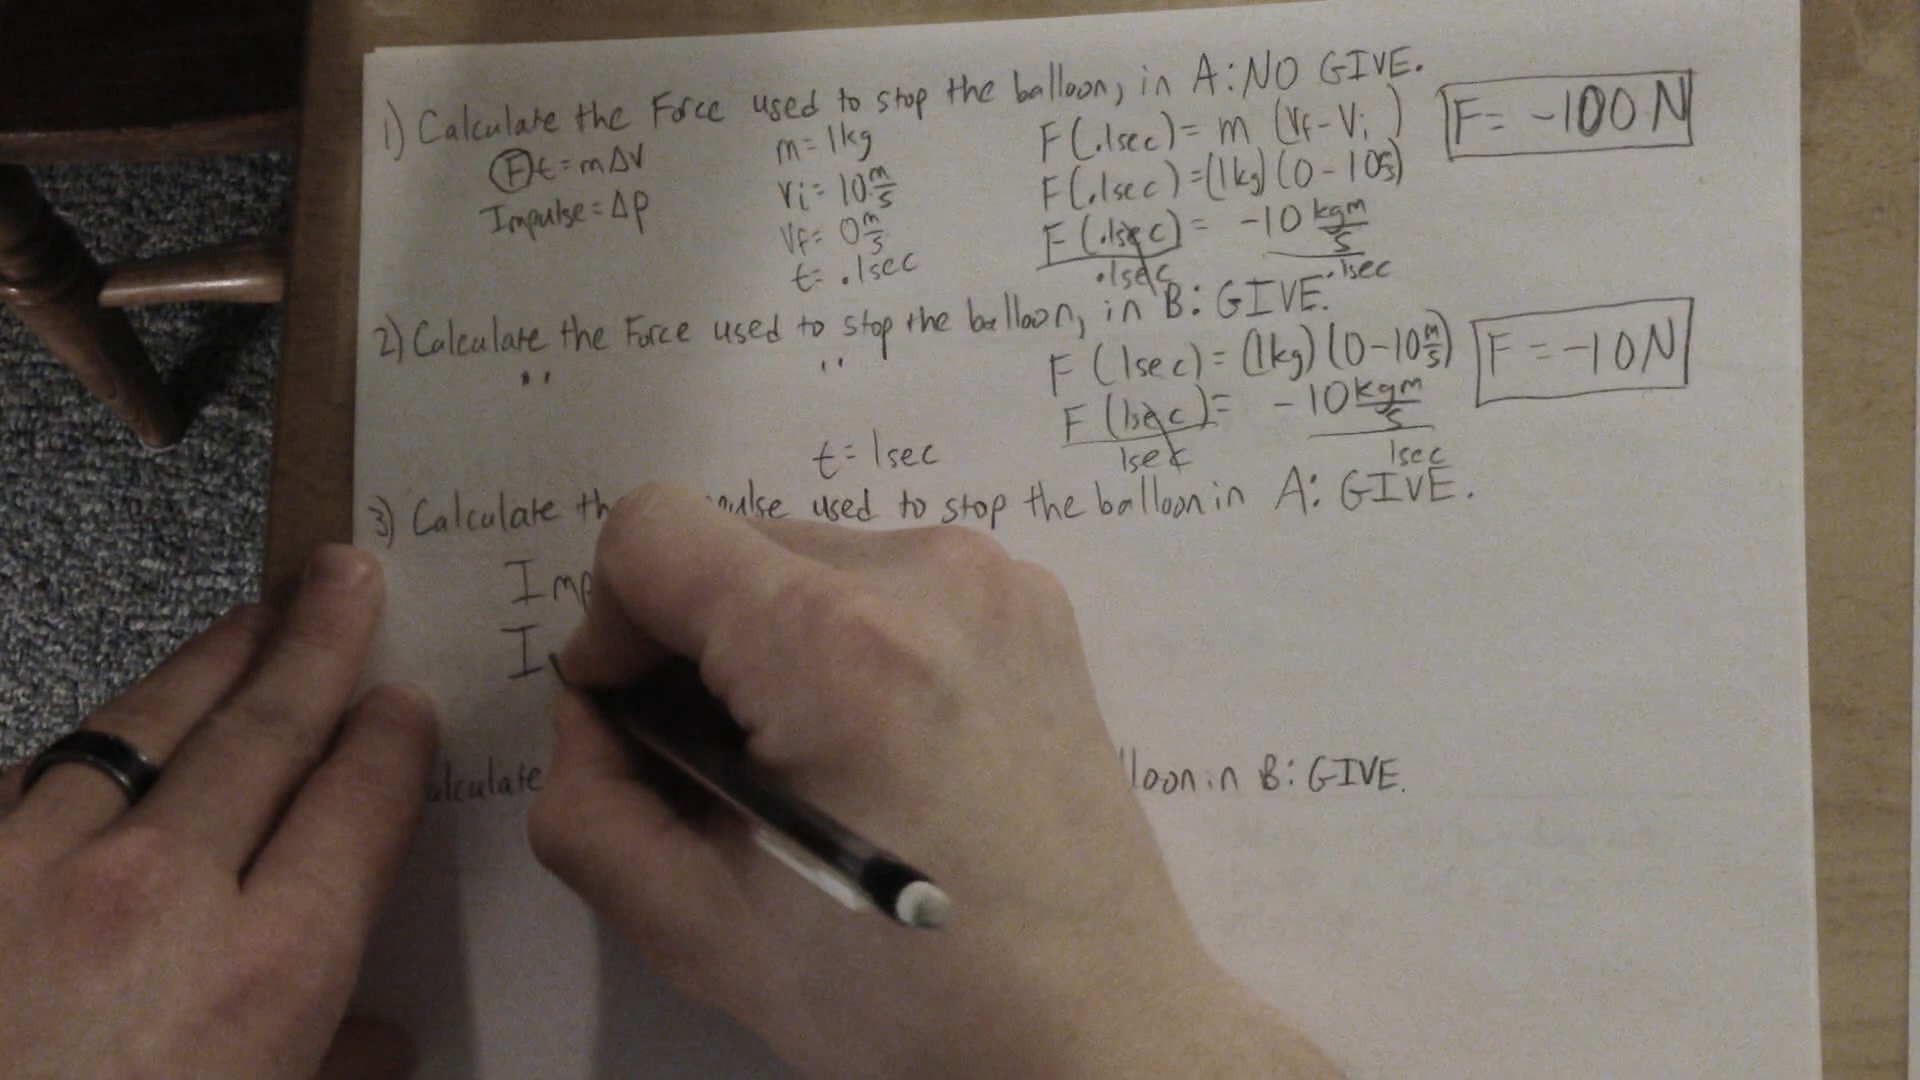 1) Calculate the Force used to stop the balloon, in A: NO GIVE.
Ft = mΔV
Impulse = Δp
m = 1kg
Vi = 10 m/s
Vf = 0 m/s
t = .1sec
F(.1sec) = m (Vf - Vi)
F(.1sec) = (1kg)(0 - 10 m/s)
F(.1sec) = -10 kgm/s
.1sec .1sec
F = -100 N
2) Calculate the Force used to stop the balloon, in B: GIVE.
" "
t = 1sec
F (1sec) = (1kg)(0 - 10 m/s)
F (1sec) = -10 kgm/s
1sec 1sec
F = -10 N
3) Calculate used to stop the balloon in A: GIVE.
Imp
I
alculate
lloon in B: GIVE.